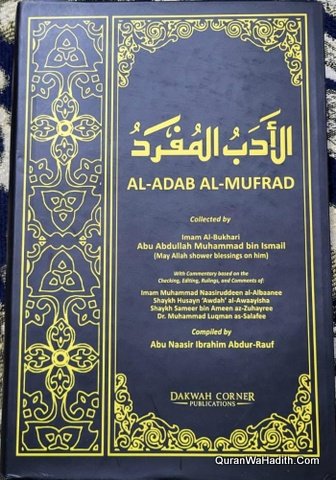 الأَدَبُ المُفْرَدُ
AL-ADAB AL-MUFRAD
Collected by
Imam Al-Bukhari
Abu Abdullah Muhammad bin Ismail
(May Allah shower blessings on him)
With Commentary based on the
Checking, Editing, Rulings, and Comments of:
Imam Muhammad Naasiruddeen al-Albaanee
Shaykh Husayn 'Awdah' al-Awaayisha
Shaykh Sameer bin Ameen az-Zuhayree
Dr. Muhammad Luqman as-Salafee
Compiled by
Abu Naasir Ibrahim Abdur-Rauf
DAKWAH CORNER
PUBLICATIONS
QuranWaHadith.Com